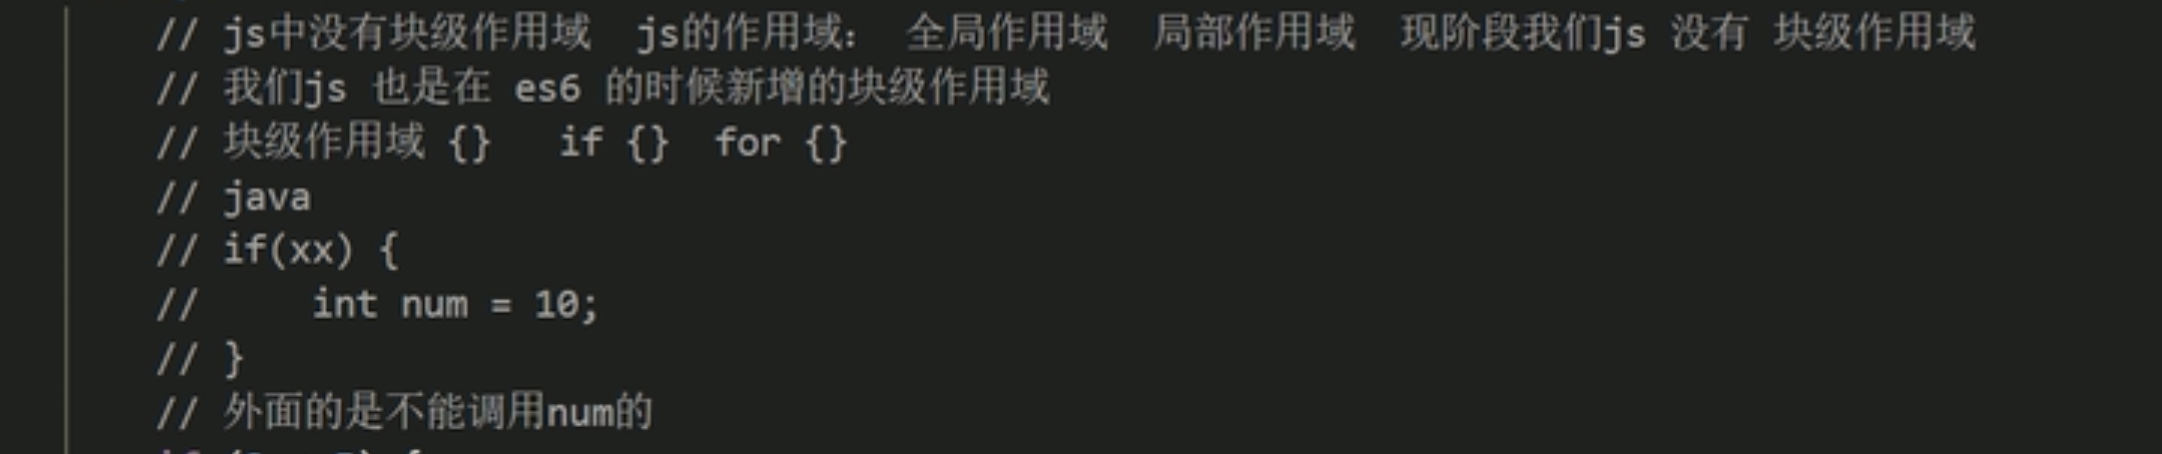 // js中没有块级作用域  js的作用域： 全局作用域  局部作用域  现阶段我们js 没有 块级作用域
// 我们js 也是在 es6 的时候新增的块级作用域
// 块级作用域 {}   if {}  for {}
// java
// if(xx) {
//     int num = 10;
// }
// 外面的是不能调用num的